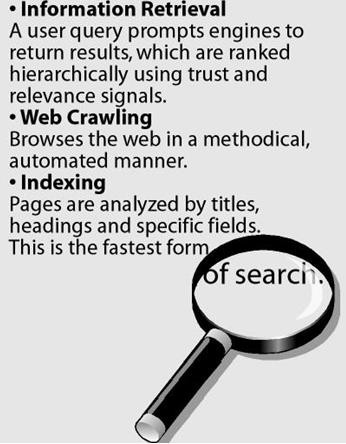 • Information Retrieval
A user query prompts engines to
return results, which are ranked
hierarchically using trust and
relevance signals.
• Web Crawling
Browses the web in a methodical,
automated manner.
• Indexing
Pages are analyzed by titles,
headings and specific fields.
This is the fastest form
of search.